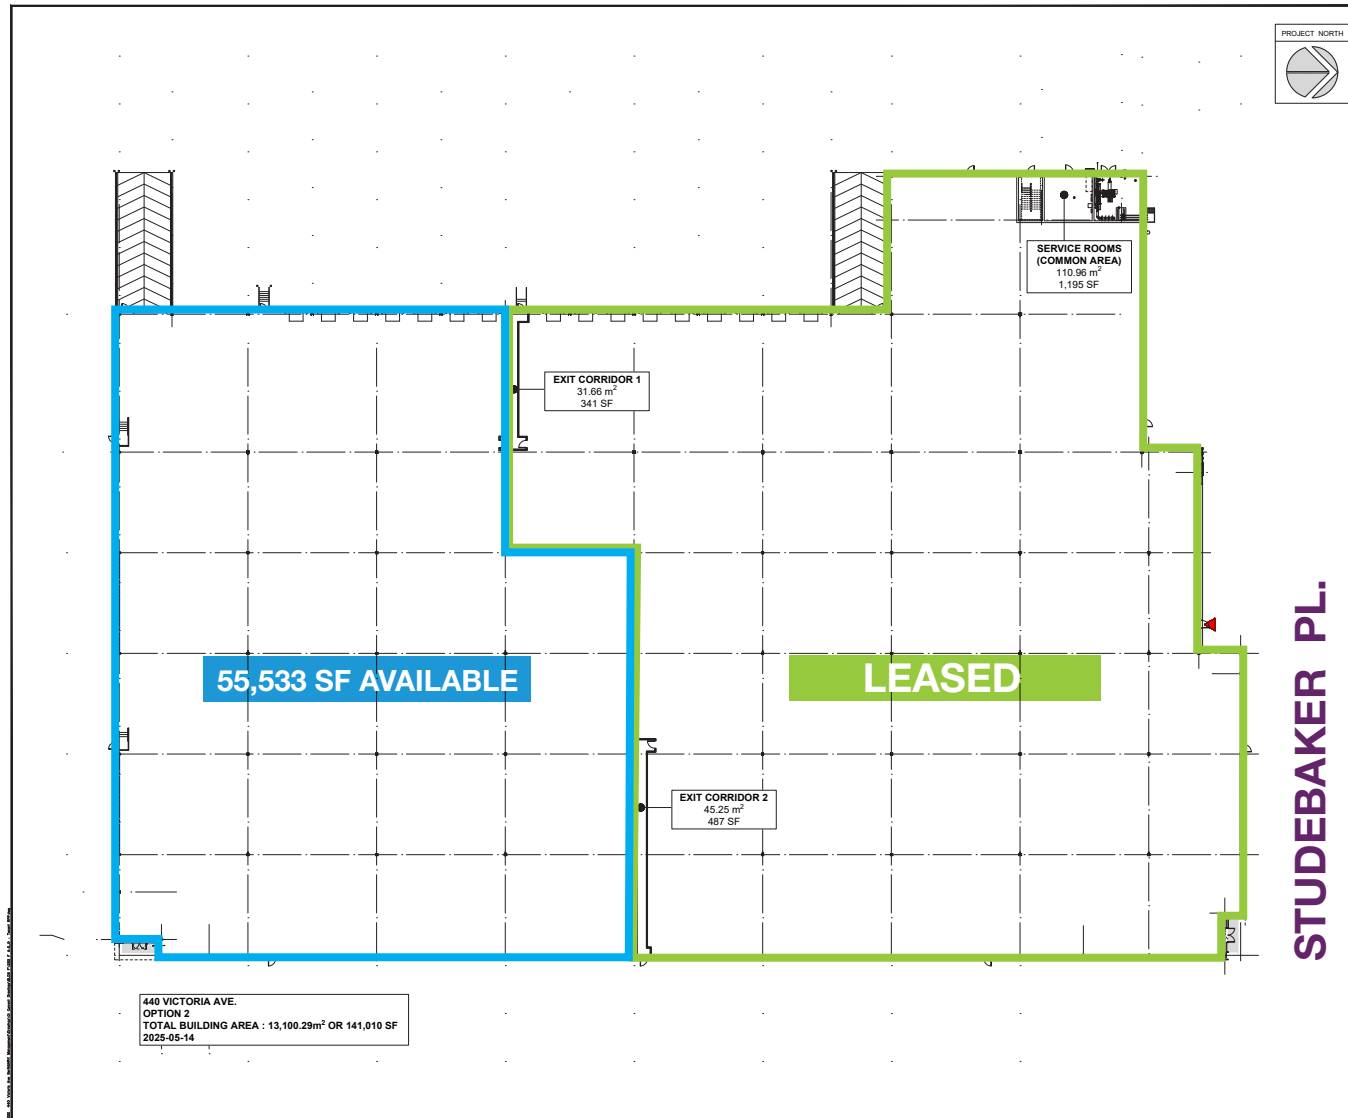 PROJECT NORTH
SERVICE ROOMS
(COMMON AREA)
110.96 m²
1,195 SF
EXIT CORRIDOR 1
31.66 m²
341 SF
55,533 SF AVAILABLE
LEASED
EXIT CORRIDOR 2
45.25 m²
487 SF
STUDEBAKER PL.
440 VICTORIA AVE.
OPTION 2
TOTAL BUILDING AREA : 13,100.29m² OR 141,010 SF
2025-05-14